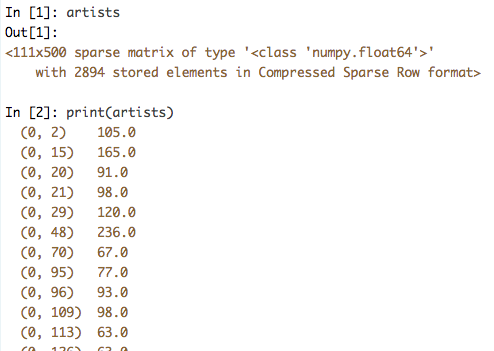 In [1]: artists
Out[1]:
<111x500 sparse matrix of type '<class 'numpy.float64'>'
    with 2894 stored elements in Compressed Sparse Row format>
In [2]: print(artists)
  (0, 2)    105.0
  (0, 15)   165.0
  (0, 20)   91.0
  (0, 21)   98.0
  (0, 29)   120.0
  (0, 48)   236.0
  (0, 70)   67.0
  (0, 95)   77.0
  (0, 96)   93.0
  (0, 109)  98.0
  (0, 113)  63.0